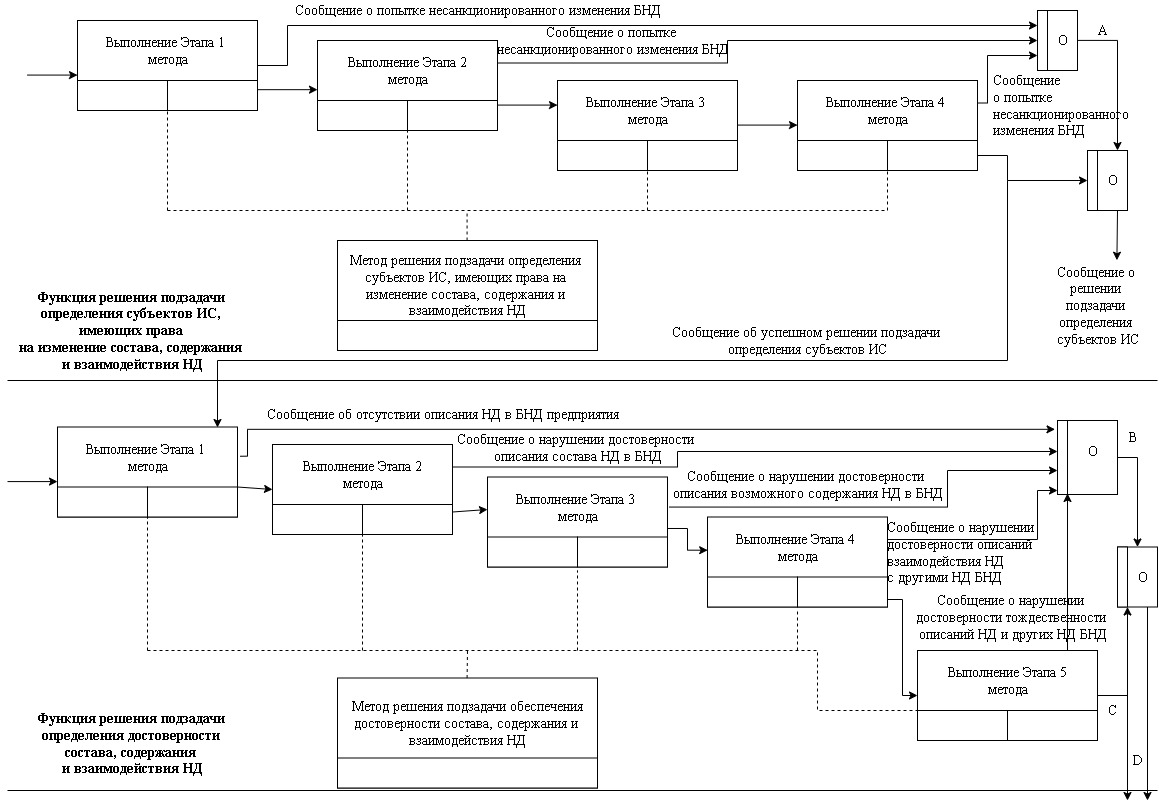 Сообщение о попытке несанкционированного изменения БНД
Выполнение Этапа 1
метода
Сообщение о попытке
несанкционированного изменения БНД
Выполнение Этапа 2
метода
О
А
Выполнение Этапа 3
метода
Выполнение Этапа 4
метода
Сообщение
о попытке
несанкционированного
изменения БНД
О
Метод решения подзадачи определения
субъектов ИС, имеющих права на
изменение состава, содержания и
взаимодействия НД
Сообщение о
решении
подзадачи
определения
субъектов ИС
Функция решения подзадачи
определения субъектов ИС,
имеющих права
на изменение состава, содержания
и взаимодействия НД
Сообщение об успешном решении подзадачи
определения субъектов ИС
Сообщение об отсутствии описания НД в БНД предприятия
Выполнение Этапа 1
метода
Сообщение о нарушении достоверности
описания состава НД в БНД
Выполнение Этапа 2
метода
О
В
Сообщение о нарушении достоверности
описания возможного содержания НД в БНД
Выполнение Этапа 3
метода
Выполнение Этапа 4
метода
Сообщение о нарушении
достоверности описаний
взаимодействия НД
с другими НД БНД
О
Сообщение о нарушении
достоверности тождественности
описаний НД и других НД БНД
Выполнение Этапа 5
метода
С
Метод решения подзадачи обеспечения
достоверности состава, содержания и
взаимодействия НД
Функция решения подзадачи
определения достоверности
состава, содержания
и взаимодействия НД
D